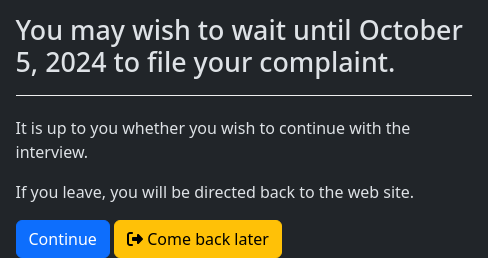 You may wish to wait until October
5, 2024 to file your complaint.
It is up to you whether you wish to continue with the
interview.
If you leave, you will be directed back to the web site.
Continue
Come back later